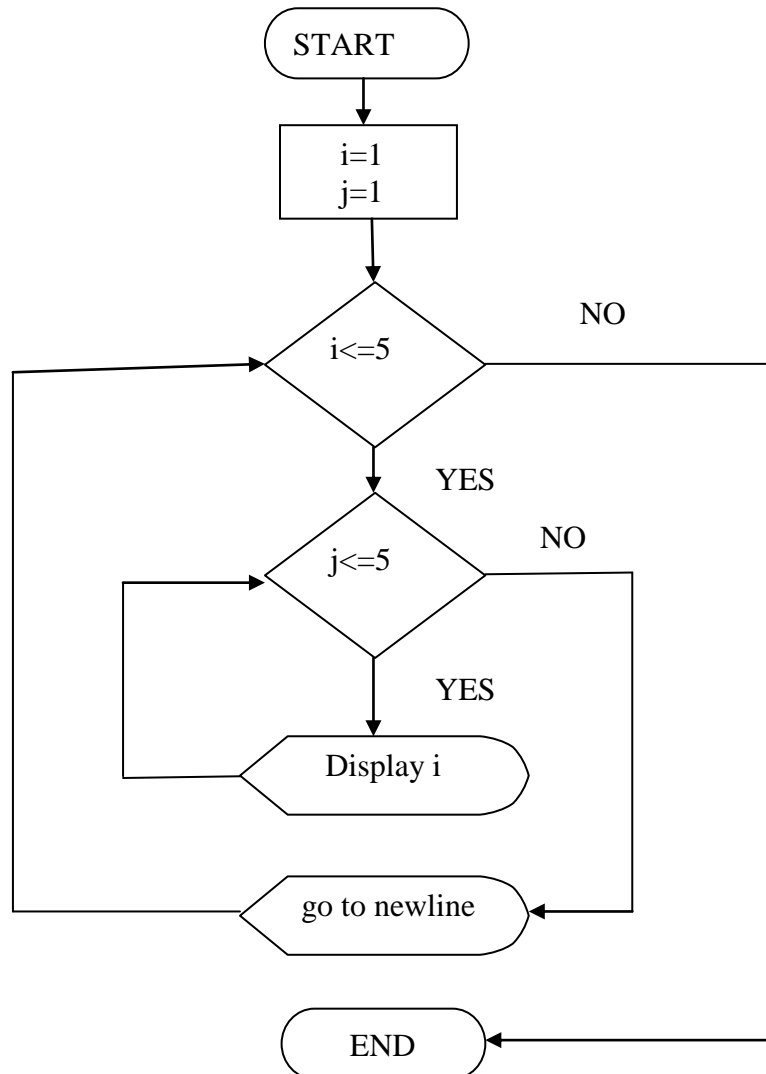 START
i=1
j=1
i<=5
NO
YES
j<=5
NO
YES
Display i
go to newline
END